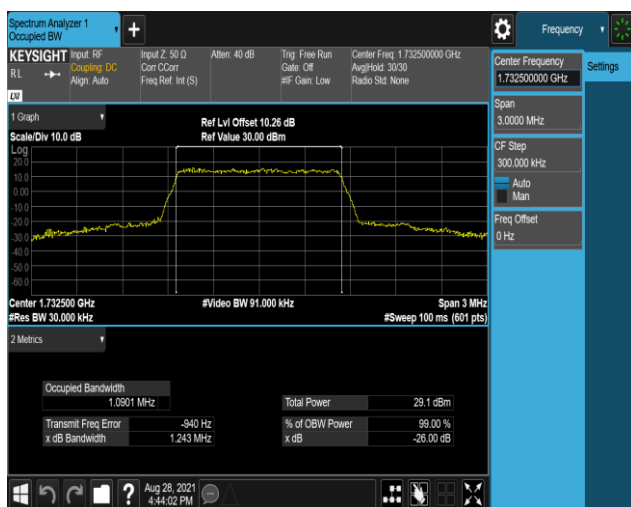 Spectrum Analyzer 1
Occupied BW
Frequency
KEYSIGHT
RL
LXI
Input: RF
Coupling: DC
Align: Auto
Input Z: 50 Ω
Corr CCorr
Freq Ref: Int (S)
Atten: 40 dB
Trig: Free Run
Gate: Off
#IF Gain: Low
Center Freq: 1.732500000 GHz
Avg|Hold: 30/30
Radio Std: None
Center Frequency
1.732500000 GHz
Settings
Span
3.0000 MHz
CF Step
300.000 kHz
Auto
Man
Freq Offset
0 Hz
1 Graph
Scale/Div 10.0 dB
Ref Lvl Offset 10.26 dB
Ref Value 30.00 dBm
Log
20.0
10.0
0.00
-10.0
-20.0
-30.0
-40.0
-50.0
-60.0
Center 1.732500 GHz
#Video BW 91.000 kHz
Span 3 MHz
#Res BW 30.000 kHz
#Sweep 100 ms (601 pts)
2 Metrics
Occupied Bandwidth
1.0901 MHz
Total Power 29.1 dBm
Transmit Freq Error -940 Hz
% of OBW Power 99.00 %
x dB Bandwidth 1.243 MHz
x dB -26.00 dB
?
Aug 28, 2021
4:44:02 PM